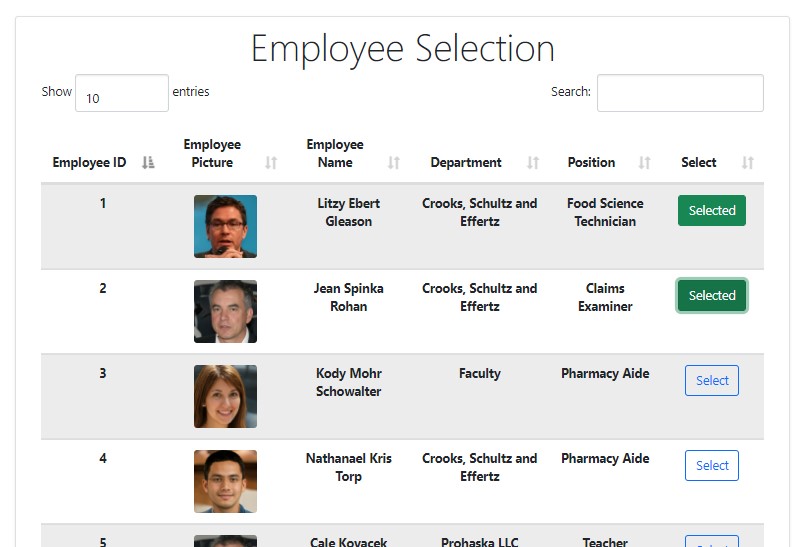 Employee Selection
Show 10 entries
Search:
Employee ID
Employee
Picture
Employee
Name
Department
Position
Select
1
Litzy Ebert
Gleason
Crooks, Schultz and
Effertz
Food Science
Technician
Selected
2
Jean Spinka
Rohan
Crooks, Schultz and
Effertz
Claims
Examiner
Selected
3
Kody Mohr
Schowalter
Faculty
Pharmacy Aide
Select
4
Nathanael Kris
Torp
Crooks, Schultz and
Effertz
Pharmacy Aide
Select
5
Cale Kovacek
Prohaska LLC
Teacher